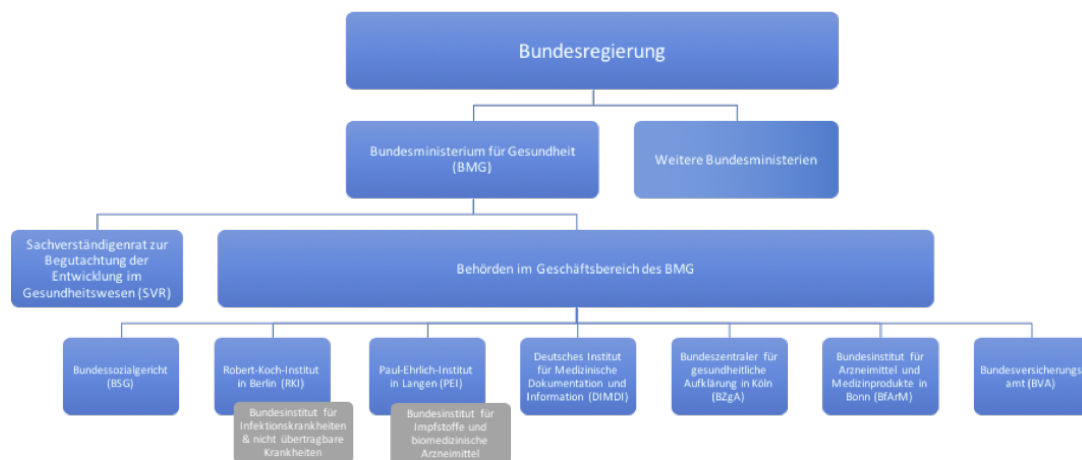 Bundesregierung
Bundesministerium für Gesundheit
(BMG)
Weitere Bundesministerien
Sachverständigenrat zur
Begutachtung der
Entwicklung im
Gesundheitswesen (SVR)
Behörden im Geschäftsbereich des BMG
Bundessozialgericht
(BSG)
Robert-Koch-Institut
in Berlin (RKI)
Bundesinstitut für
Infektionskrankheiten
& nicht übertragbare
Krankheiten
Paul-Ehrlich-Institut
in Langen (PEI)
Bundesinstitut für
Impfstoffe und
biomedizinische
Arzneimittel
Deutsches Institut
für Medizinische
Dokumentation und
Information (DIMDI)
Bundeszentraler für
gesundheitliche
Aufklärung in Köln
(BZgA)
Bundesinstitut für
Arzneimittel und
Medizinprodukte in
Bonn (BfArM)
Bundesversicherungs
amt (BVA)